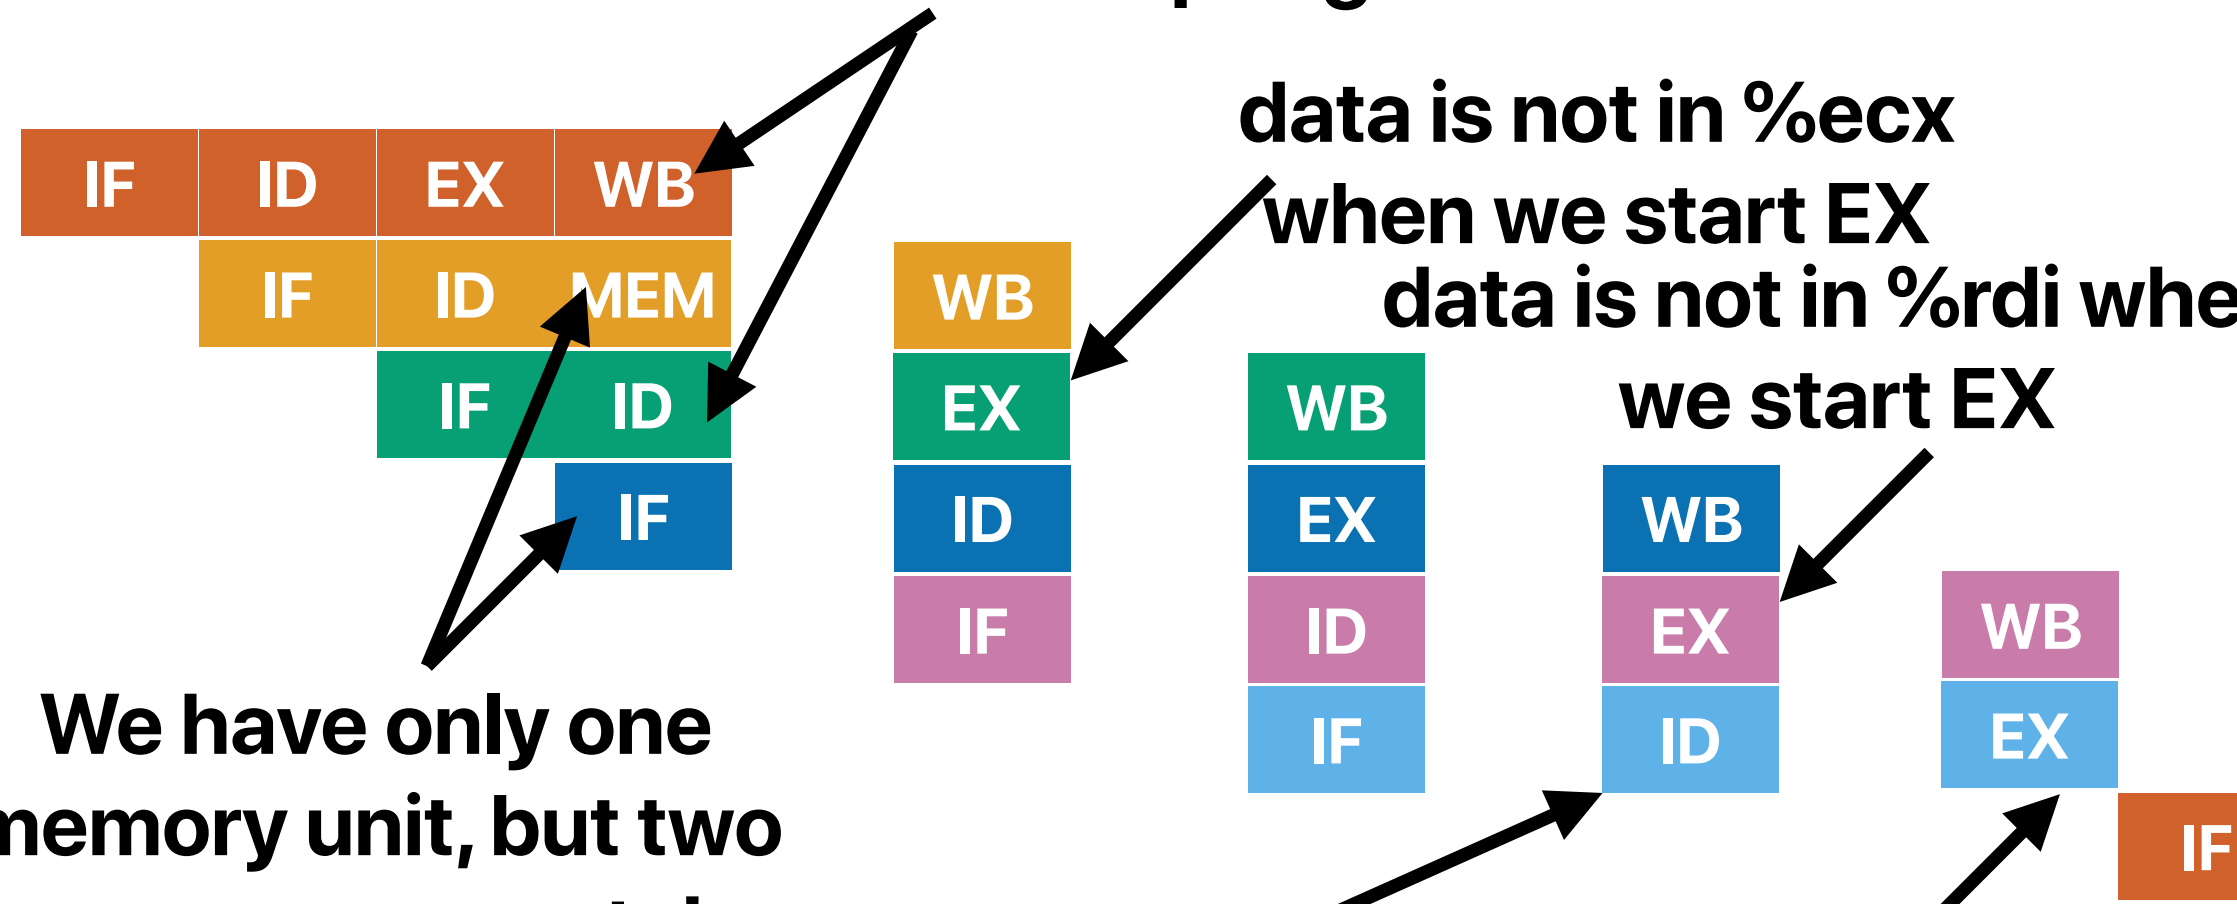 data is not in %ecx
when we start EX
data is not in %rdi whe
we start EX
IF ID EX WB
IF ID MEM WB
IF ID EX WB
IF ID EX WB
IF ID EX WB
IF ID EX
IF
We have only one
memory unit, but two